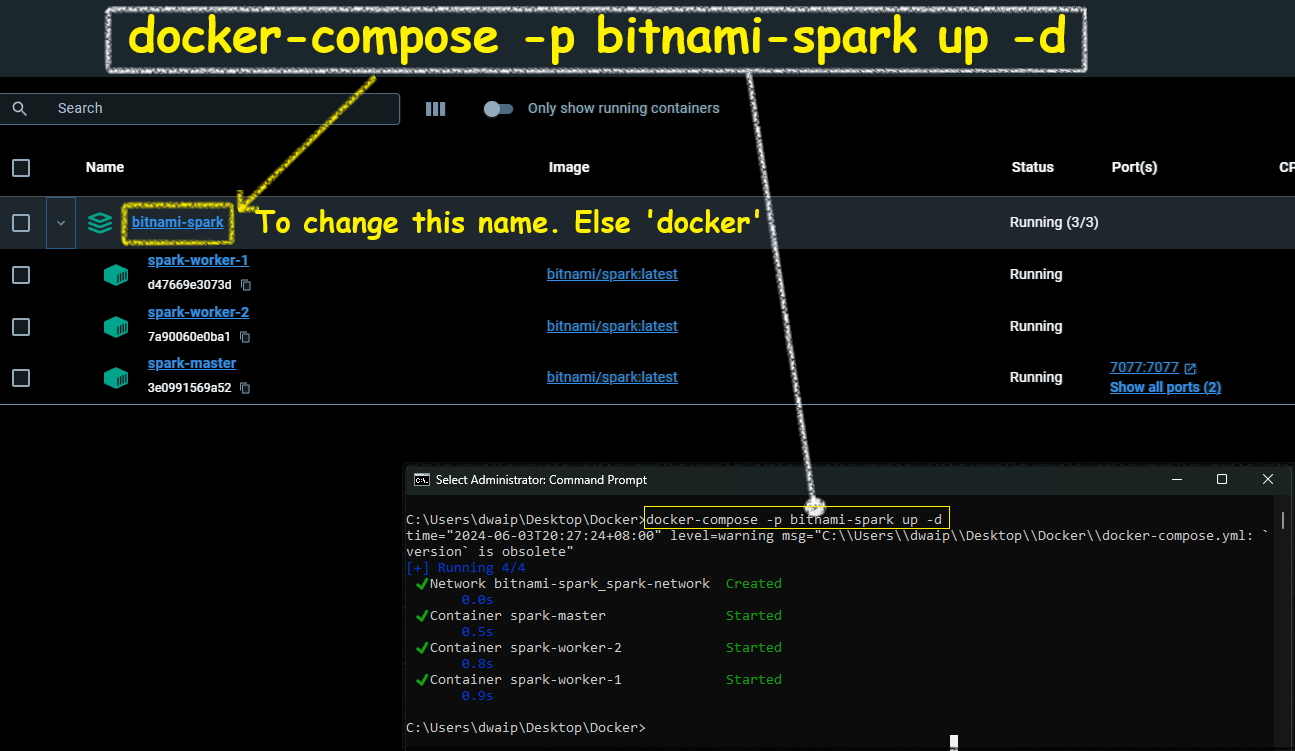 docker-compose -p bitnami-spark up -d
Search
Only show running containers
Name Image Status Port(s) CP
bitnami-spark To change this name. Else 'docker' Running (3/3)
spark-worker-1
d47669e3073d bitnami/spark:latest Running
spark-worker-2
7a90060e0ba1 bitnami/spark:latest Running
spark-master
3e0991569a52 bitnami/spark:latest Running
7077:7077
Show all ports (2)
Select Administrator: Command Prompt
C:\Users\dwaip\Desktop\Docker>docker-compose -p bitnami-spark up -d
time="2024-06-03T20:27:24+08:00" level=warning msg="C:\\Users\\dwaip\\Desktop\\Docker\\docker-compose.yml: `
version` is obsolete"
[+] Running 4/4
✔Network bitnami-spark_spark-network Created
0.0s
✔Container spark-master Started
0.5s
✔Container spark-worker-2 Started
0.8s
✔Container spark-worker-1 Started
0.9s
C:\Users\dwaip\Desktop\Docker>